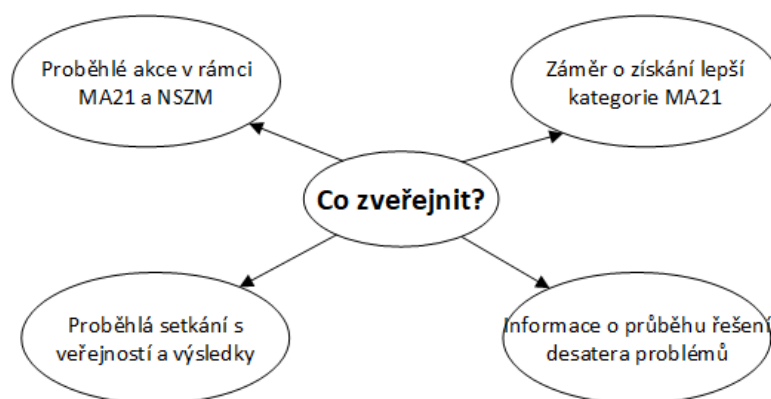 Proběhlé akce v rámci
MA21 a NSZM
Záměr o získání lepší
kategorie MA21
Co zveřejnit?
Proběhlá setkání s
veřejností a výsledky
Informace o průběhu řešení
desatera problémů